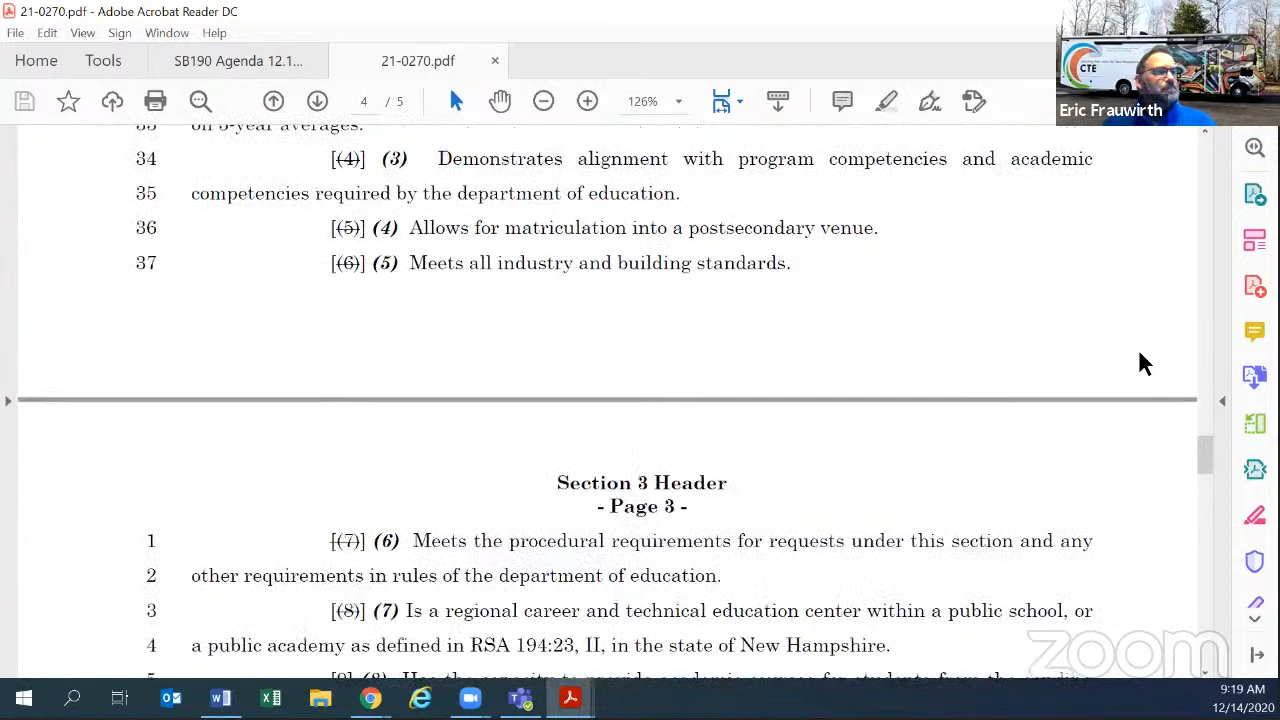 21-0270.pdf - Adobe Acrobat Reader DC
File Edit View Sign Window Help
Home Tools SB190 Agenda 12.1... 21-0270.pdf ×
4 / 5 126%
CTE
Eric Frauwirth
33 on 3-year averages.
34 [(4)] (3) Demonstrates alignment with program competencies and academic
35 competencies required by the department of education.
36 [(5)] (4) Allows for matriculation into a postsecondary venue.
37 [(6)] (5) Meets all industry and building standards.
Section 3 Header
- Page 3 -
1 [(7)] (6) Meets the procedural requirements for requests under this section and any
2 other requirements in rules of the department of education.
3 [(8)] (7) Is a regional career and technical education center within a public school, or
4 a public academy as defined in RSA 194:23, II, in the state of New Hampshire.
zoom
9:19 AM
12/14/2020